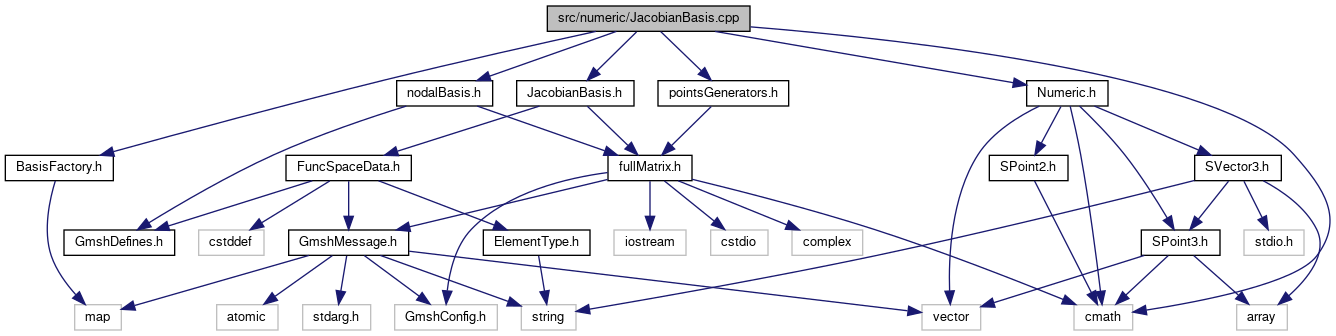 src/numeric/JacobianBasis.cpp
nodalBasis.h
JacobianBasis.h
pointsGenerators.h
Numeric.h
BasisFactory.h
FuncSpaceData.h
fullMatrix.h
SPoint2.h
SVector3.h
GmshDefines.h
cstddef
GmshMessage.h
ElementType.h
iostream
cstdio
complex
SPoint3.h
stdio.h
map
atomic
stdarg.h
GmshConfig.h
string
vector
cmath
array